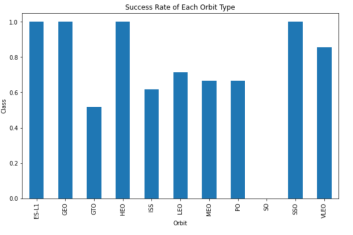 Success Rate of Each Orbit Type
1.0
0.8
0.6
0.4
0.2
0.0
Class
ES-L1
GEO
GTO
HEO
ISS
LEO
MEO
PO
SO
SSO
VLEO
Orbit